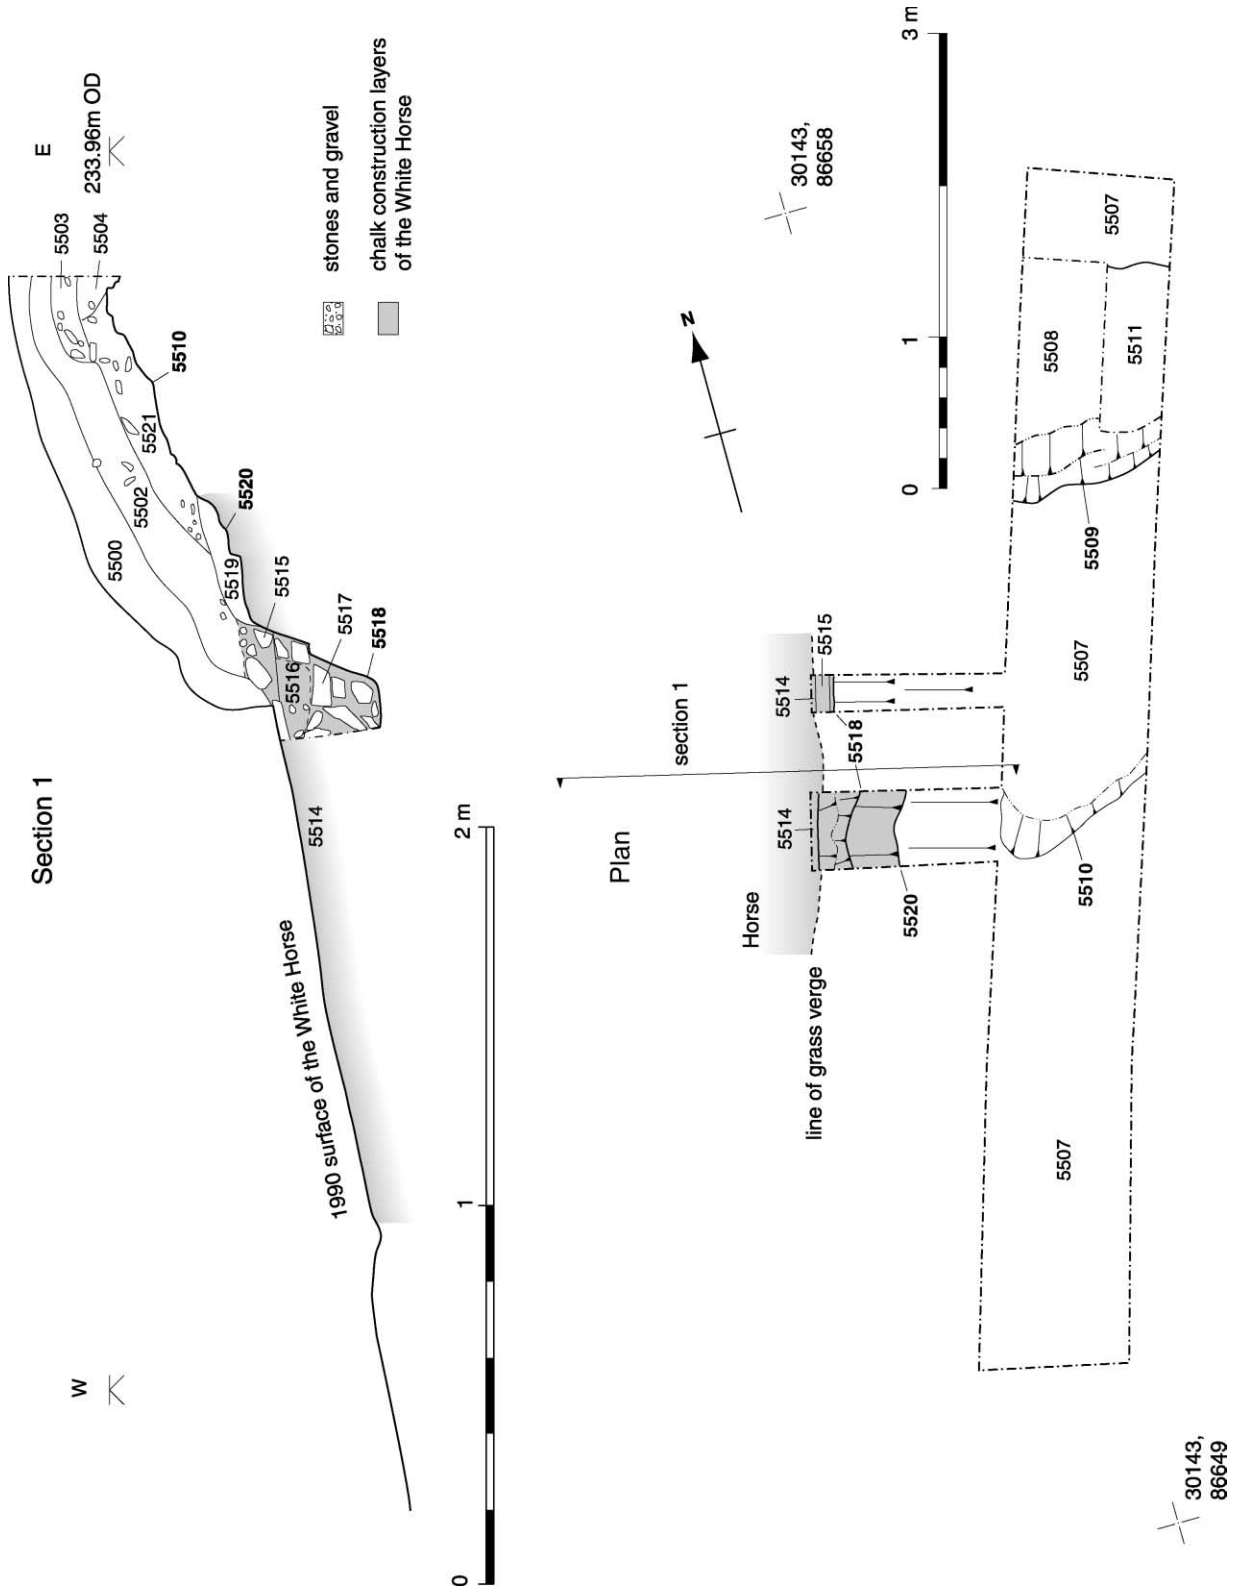 Section 1
W
E
233.96m OD
5503
5504
5500
5502
5521
5510
5520
5519
5515
5516
5517
5518
5514
1990 surface of the White Horse
0
1
2 m
stones and gravel
chalk construction layers
of the White Horse
Plan
Horse
line of grass verge
section 1
5514
5514
5515
5518
5520
5510
5507
5507
5509
5508
5511
5507
N
0
1
3 m
30143,
86658
30143,
86649